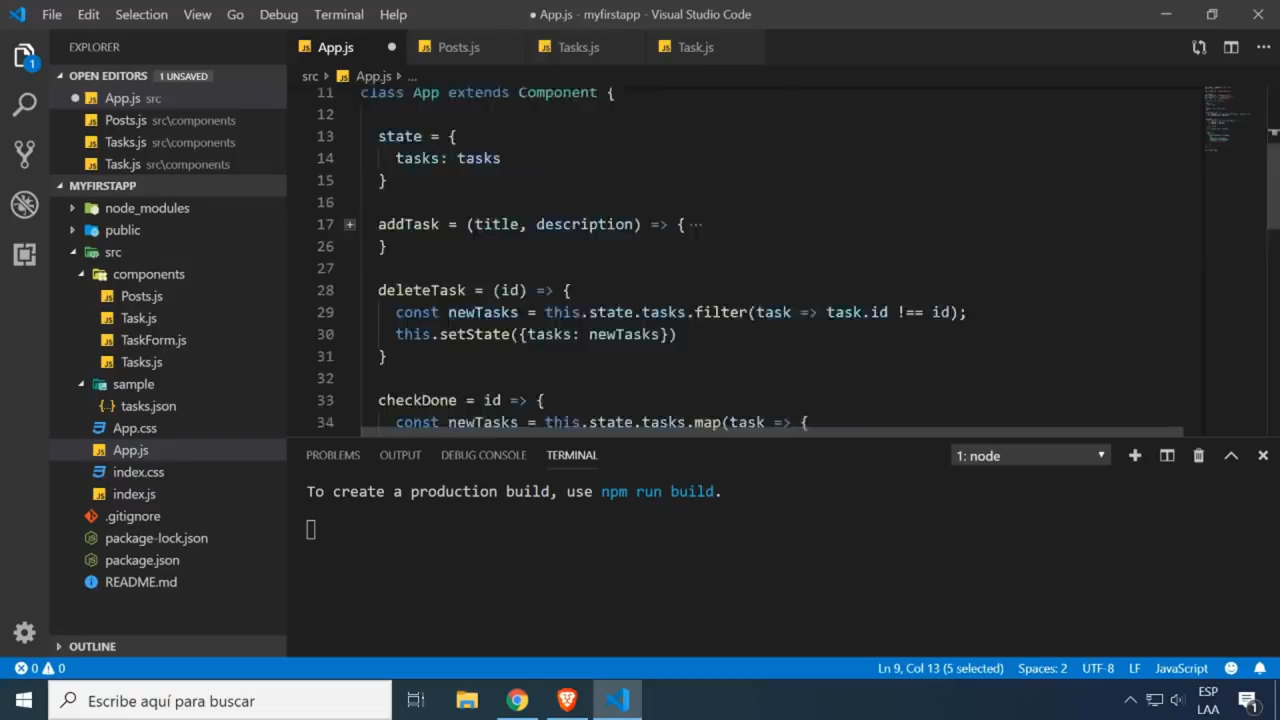 File Edit Selection View Go Debug Terminal Help
● App.js - myfirstapp - Visual Studio Code
EXPLORER
OPEN EDITORS 1 UNSAVED
App.js src
Posts.js src\components
Tasks.js src\components
Task.js src\components
MYFIRSTAPP
node_modules
public
src
components
Posts.js
Task.js
TaskForm.js
Tasks.js
sample
tasks.json
App.css
App.js
index.css
index.js
.gitignore
package-lock.json
package.json
README.md
OUTLINE
App.js Posts.js Tasks.js Task.js
src App.js ...
11 class App extends Component {
12
13 state = {
14 tasks: tasks
15 }
16
17 addTask = (title, description) => {...
26 }
27
28 deleteTask = (id) => {
29 const newTasks = this.state.tasks.filter(task => task.id !== id);
30 this.setState({tasks: newTasks})
31 }
32
33 checkDone = id => {
34 const newTasks = this.state.tasks.map(task => {
PROBLEMS OUTPUT DEBUG CONSOLE TERMINAL 1: node
To create a production build, use npm run build.
0 0 Ln 9, Col 13 (5 selected) Spaces: 2 UTF-8 LF JavaScript
Escribe aquí para buscar
ESP
LAA
1
1